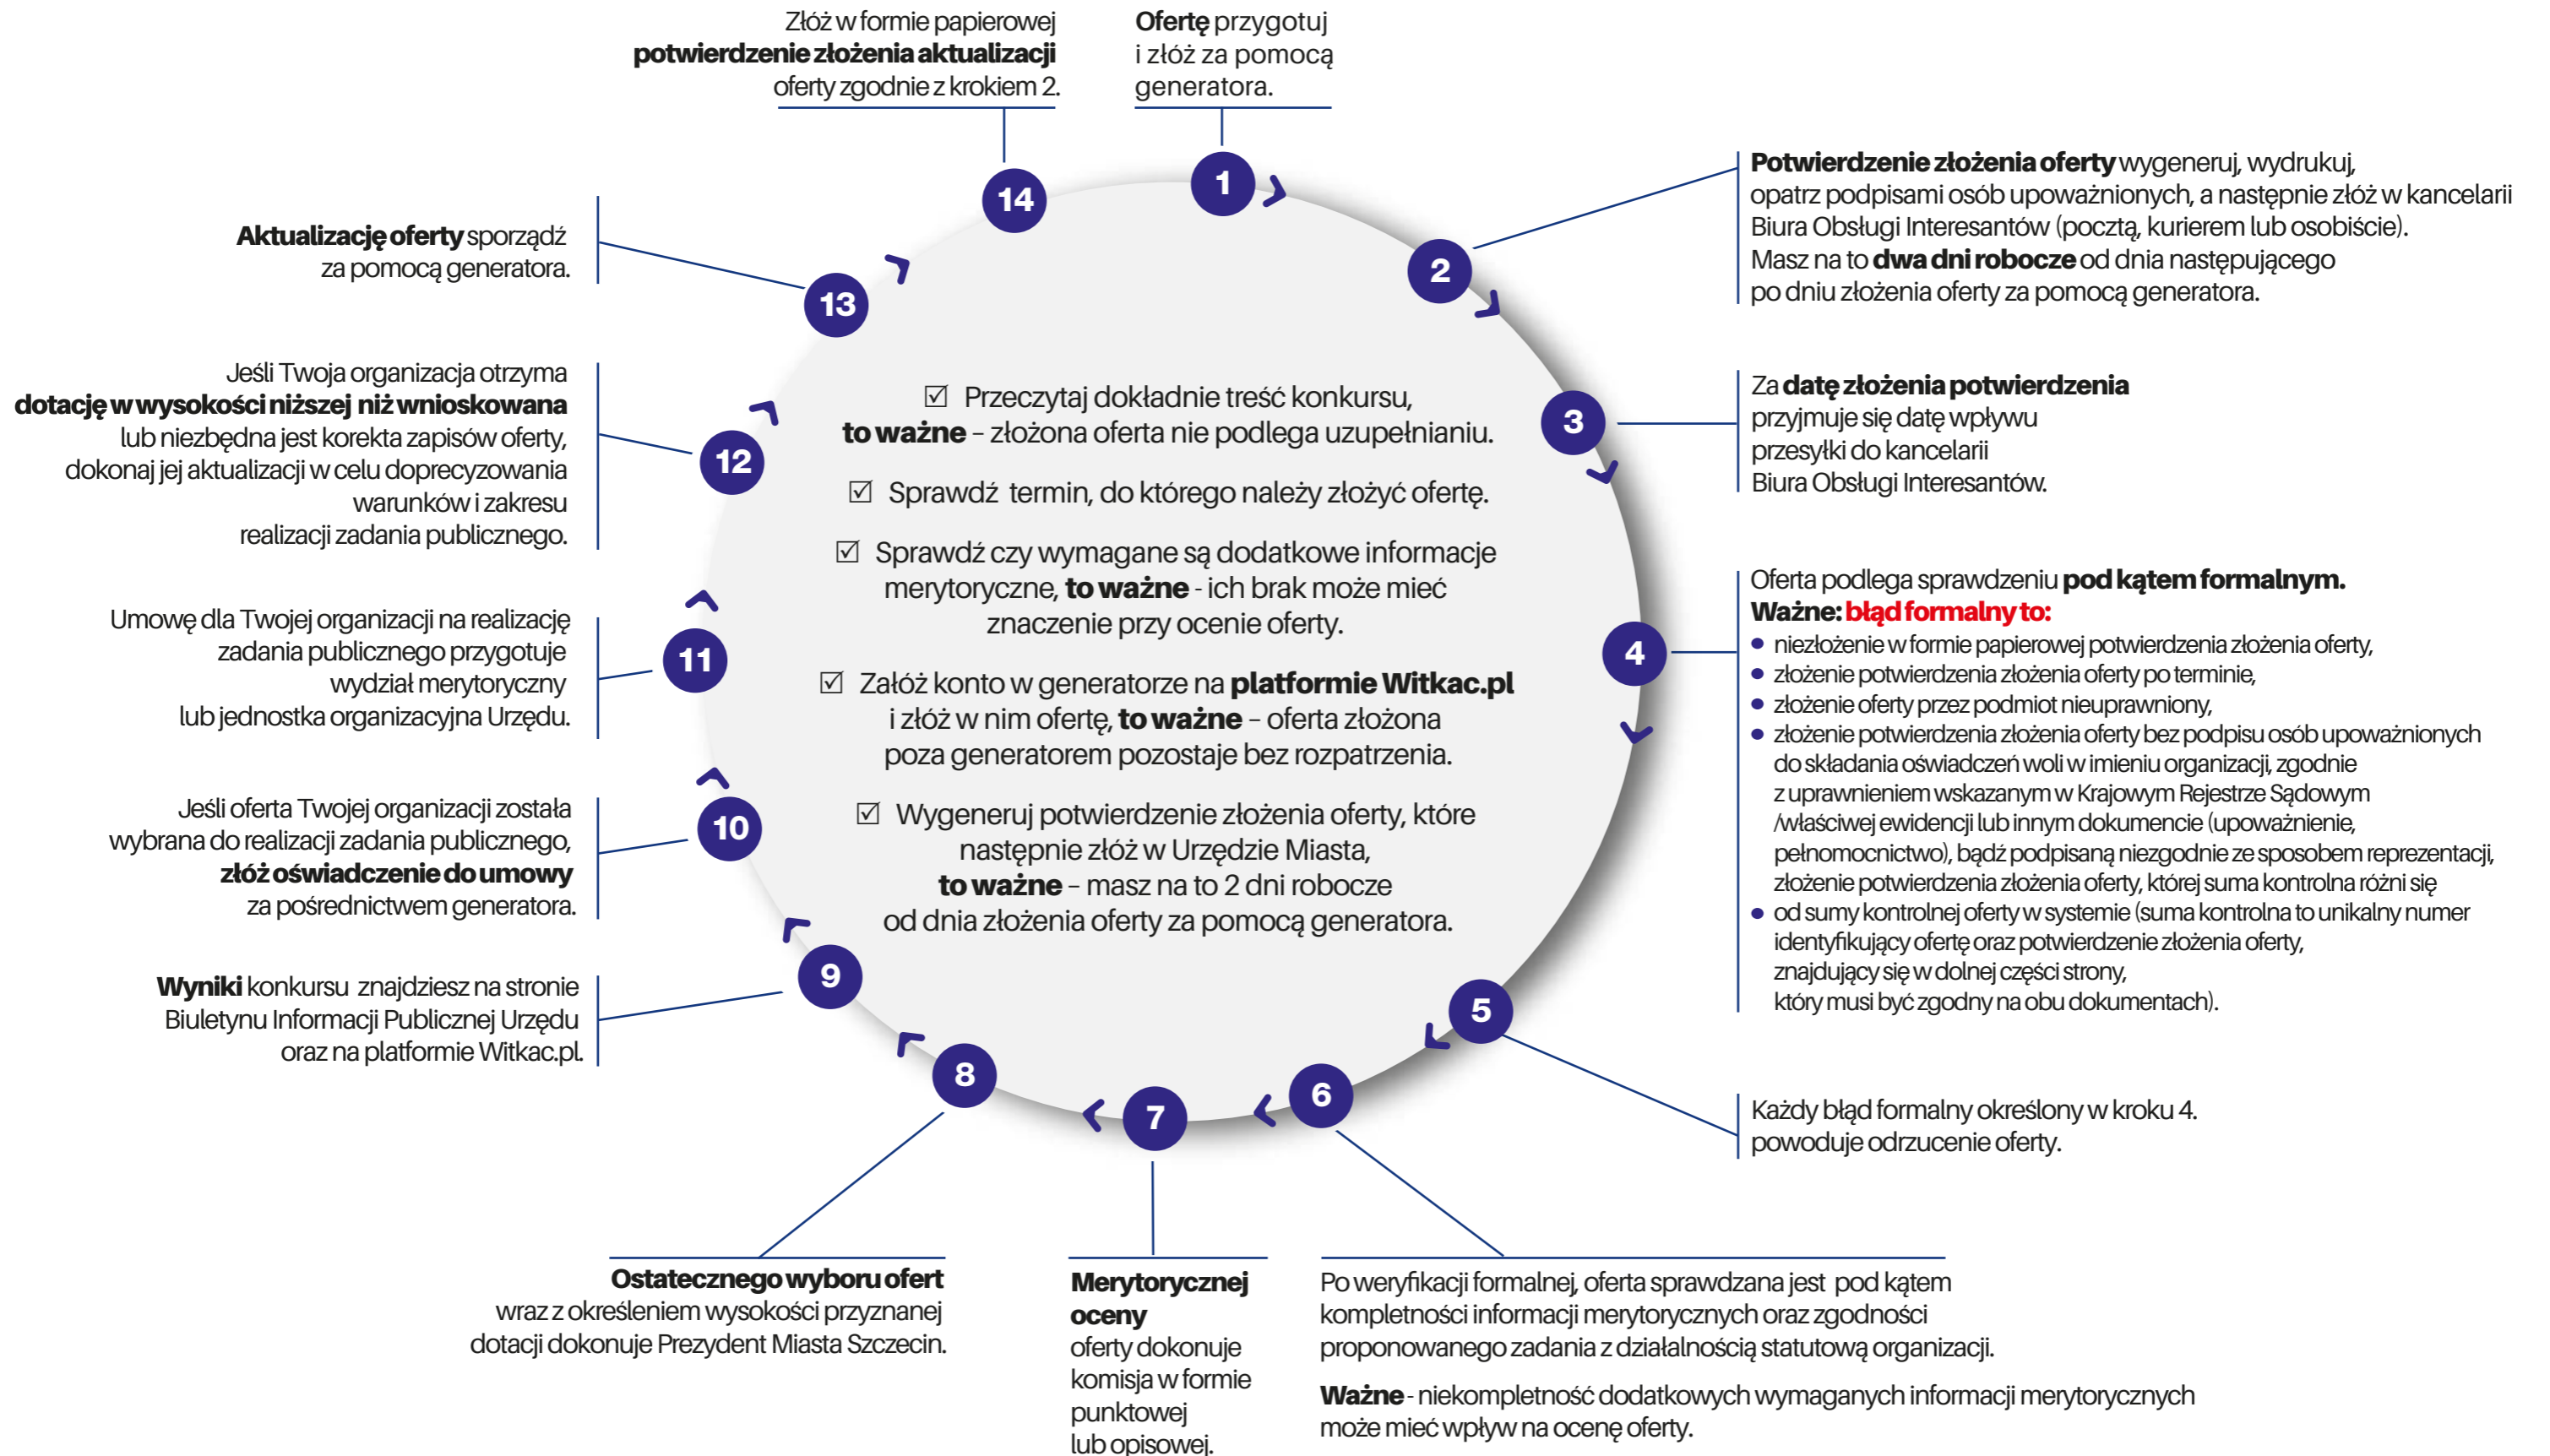 1
Ofertę przygotuj
i złóż za pomocą
generatora.
2
Potwierdzenie złożenia oferty wygeneruj, wydrukuj,
opatrz podpisami osób upoważnionych, a następnie złóż w kancelarii
Biura Obsługi Interesantów (pocztą, kurierem lub osobiście).
Masz na to dwa dni robocze od dnia następującego
po dniu złożenia oferty za pomocą generatora.
3
Za datę złożenia potwierdzenia
przyjmuje się datę wpływu
przesyłki do kancelarii
Biura Obsługi Interesantów.
4
Oferta podlega sprawdzeniu pod kątem formalnym.
Ważne: błąd formalny to:
• niezłożenie w formie papierowej potwierdzenia złożenia oferty,
• złożenie potwierdzenia złożenia oferty po terminie,
• złożenie oferty przez podmiot nieuprawniony,
• złożenie potwierdzenia złożenia oferty bez podpisu osób upoważnionych
do składania oświadczeń woli w imieniu organizacji, zgodnie
z uprawnieniem wskazanym w Krajowym Rejestrze Sądowym
/właściwej ewidencji lub innym dokumencie (upoważnienie,
pełnomocnictwo), bądź podpisaną niezgodnie ze sposobem reprezentacji,
złożenie potwierdzenia złożenia oferty, której suma kontrolna różni się
• od sumy kontrolnej oferty w systemie (suma kontrolna to unikalny numer
identyfikujący ofertę oraz potwierdzenie złożenia oferty,
znajdujący się w dolnej części strony,
który musi być zgodny na obu dokumentach).
5
Każdy błąd formalny określony w kroku 4.
powoduje odrzucenie oferty.
6
Po weryfikacji formalnej, oferta sprawdzana jest pod kątem
kompletności informacji merytorycznych oraz zgodności
proponowanego zadania z działalnością statutową organizacji.
Ważne - niekompletność dodatkowych wymaganych informacji merytorycznych
może mieć wpływ na ocenę oferty.
7
Merytorycznej
oceny
oferty dokonuje
komisja w formie
punktowej
lub opisowej.
8
Ostatecznego wyboru ofert
wraz z określeniem wysokości przyznanej
dotacji dokonuje Prezydent Miasta Szczecin.
9
Wyniki konkursu znajdziesz na stronie
Biuletynu Informacji Publicznej Urzędu
oraz na platformie Witkac.pl.
10
Jeśli oferta Twojej organizacji została
wybrana do realizacji zadania publicznego,
złóż oświadczenie do umowy
za pośrednictwem generatora.
11
Umowę dla Twojej organizacji na realizację
zadania publicznego przygotuje
wydział merytoryczny
lub jednostka organizacyjna Urzędu.
12
Jeśli Twoja organizacja otrzyma
dotację w wysokości niższej niż wnioskowana
lub niezbędna jest korekta zapisów oferty,
dokonaj jej aktualizacji w celu doprecyzowania
warunków i zakresu
realizacji zadania publicznego.
13
Aktualizację oferty sporządź
za pomocą generatora.
14
Złóż w formie papierowej
potwierdzenie złożenia aktualizacji
oferty zgodnie z krokiem 2.
☑ Przeczytaj dokładnie treść konkursu,
to ważne – złożona oferta nie podlega uzupełnianiu.
☑ Sprawdź termin, do którego należy złożyć ofertę.
☑ Sprawdź czy wymagane są dodatkowe informacje
merytoryczne, to ważne - ich brak może mieć
znaczenie przy ocenie oferty.
☑ Załóż konto w generatorze na platformie Witkac.pl
i złóż w nim ofertę, to ważne – oferta złożona
poza generatorem pozostaje bez rozpatrzenia.
☑ Wygeneruj potwierdzenie złożenia oferty, które
następnie złóż w Urzędzie Miasta,
to ważne – masz na to 2 dni robocze
od dnia złożenia oferty za pomocą generatora.